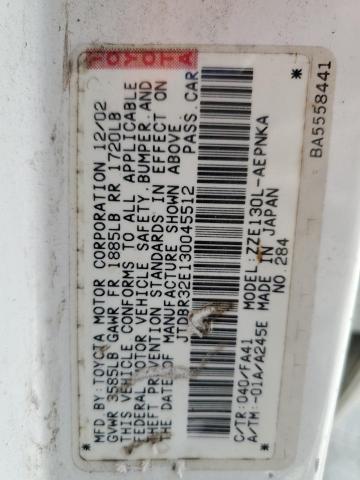 TOYOTA
MFD.BY:TOYOTA MOTOR CORPORATION 12/02
GVWR 3585LB GAWR FR 1885LB RR 1720LB
THIS VEHICLE CONFORMS TO ALL APPLICABLE
FEDERAL MOTOR VEHICLE SAFETY,BUMPER,AND
THEFT PREVENTION STANDARDS IN EFFECT ON
THE DATE OF MANUFACTURE SHOWN ABOVE.
JTDBR32E130045512 PASS.CAR
* *
C/TR:040/FA41 MODEL:ZZE130L-AEPNKA
A/TM:-01A/A245E MADE IN JAPAN
NO.284
BA5558441